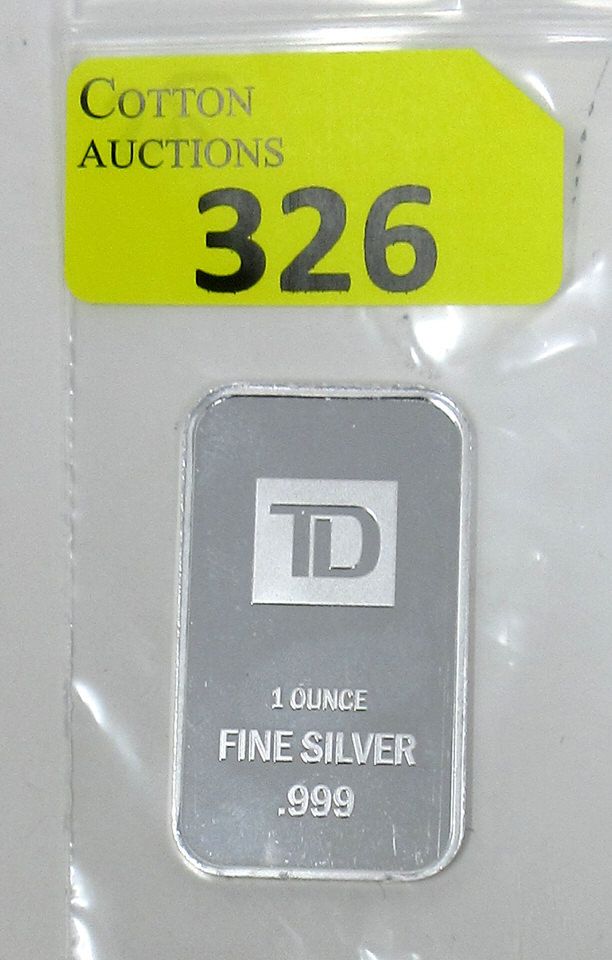 COTTON
AUCTIONS
326
TD
1 OUNCE
FINE SILVER
.999